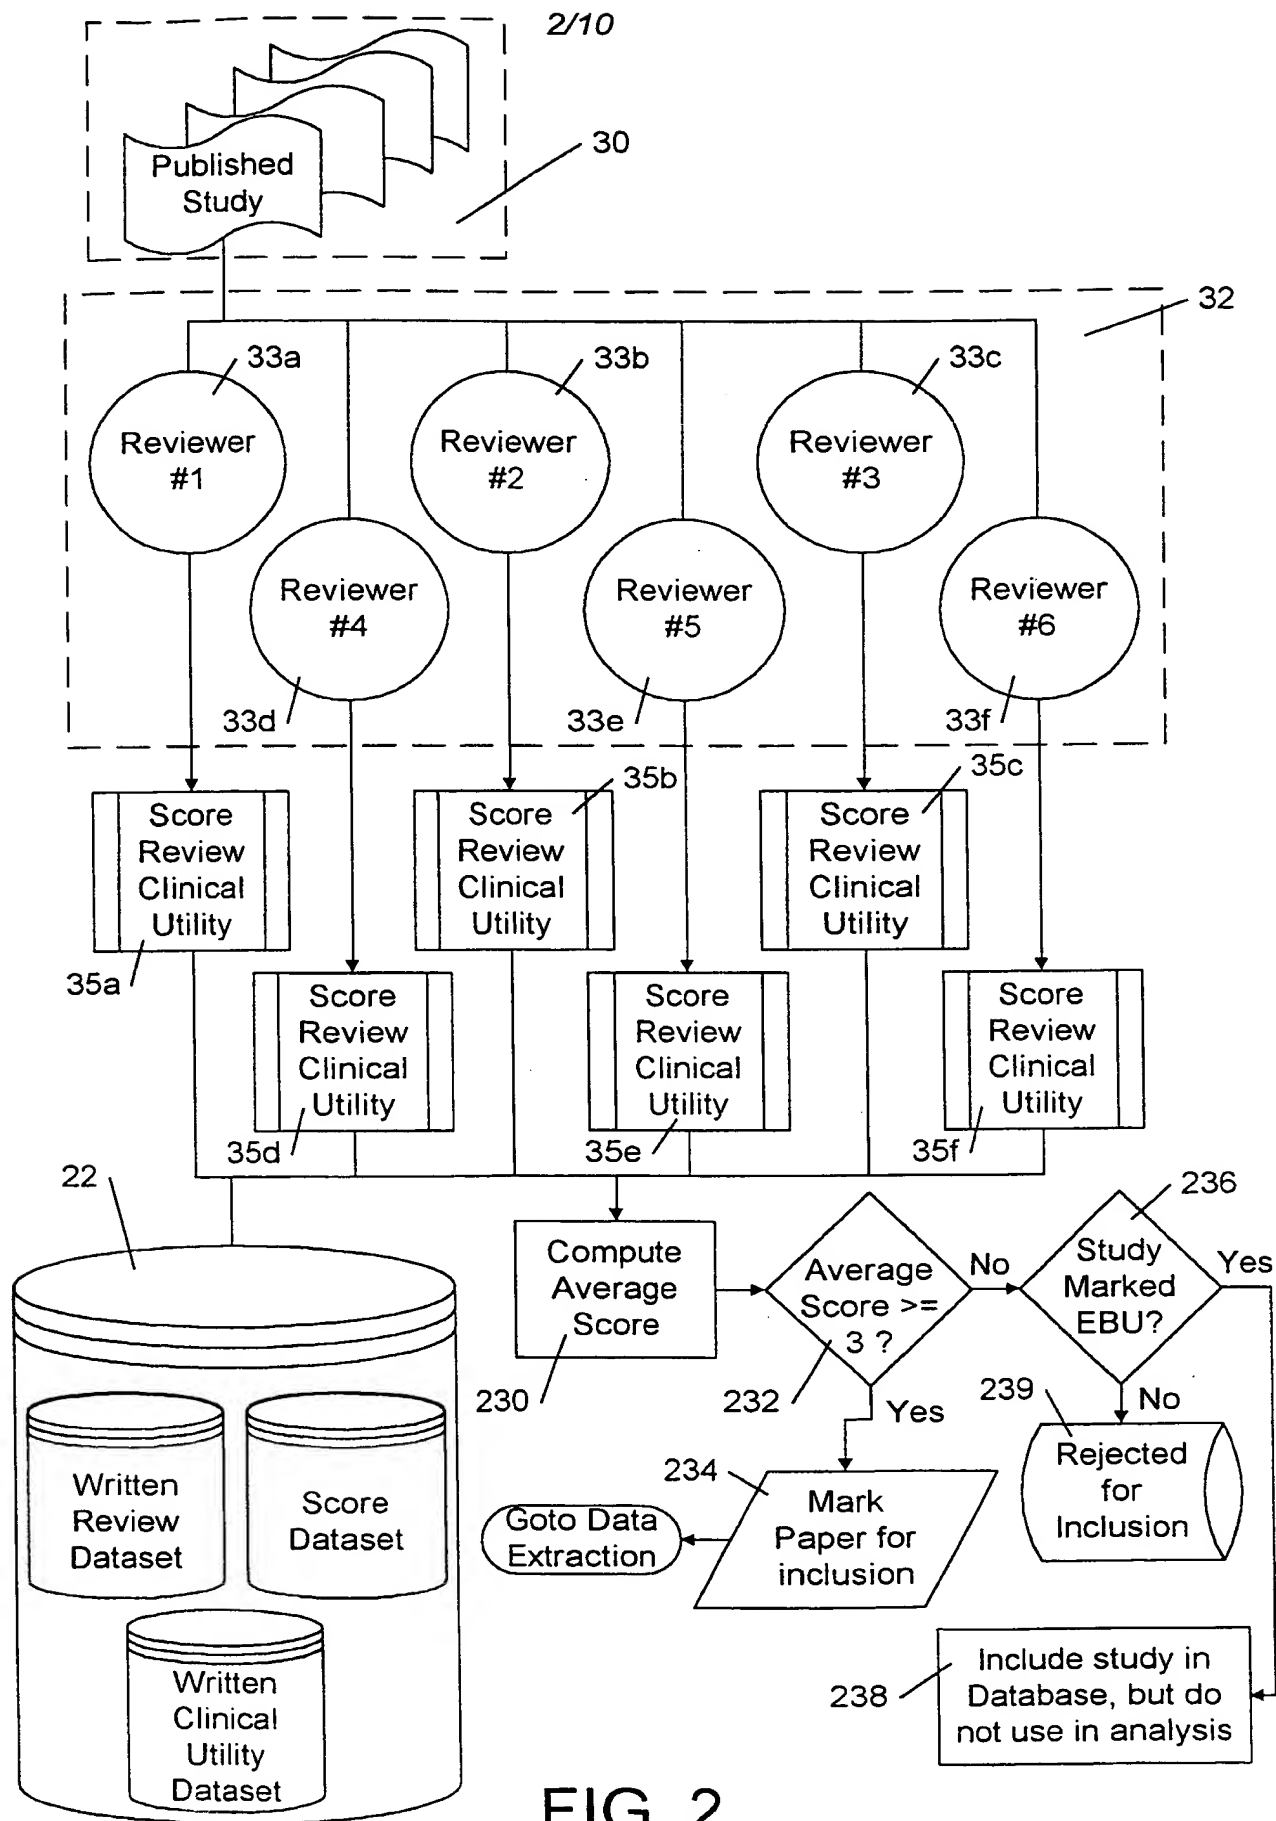 2/10
Published
Study
30
32
33a
33b
33c
Reviewer
#1
Reviewer
#2
Reviewer
#3
Reviewer
#4
Reviewer
#5
Reviewer
#6
33d
33e
33f
35b
35c
Score
Review
Clinical
Utility
Score
Review
Clinical
Utility
Score
Review
Clinical
Utility
35a
Score
Review
Clinical
Utility
Score
Review
Clinical
Utility
Score
Review
Clinical
Utility
35d
35e
35f
22
236
Compute
Average
Score
Average
Score >=
3 ?
No
Study
Marked
EBU?
Yes
230
232
Yes
239
No
Written
Review
Dataset
Score
Dataset
234
Mark
Paper for
inclusion
Goto Data
Extraction
Rejected
for
Inclusion
Written
Clinical
Utility
Dataset
238
Include study in
Database, but do
not use in analysis
FIG. 2